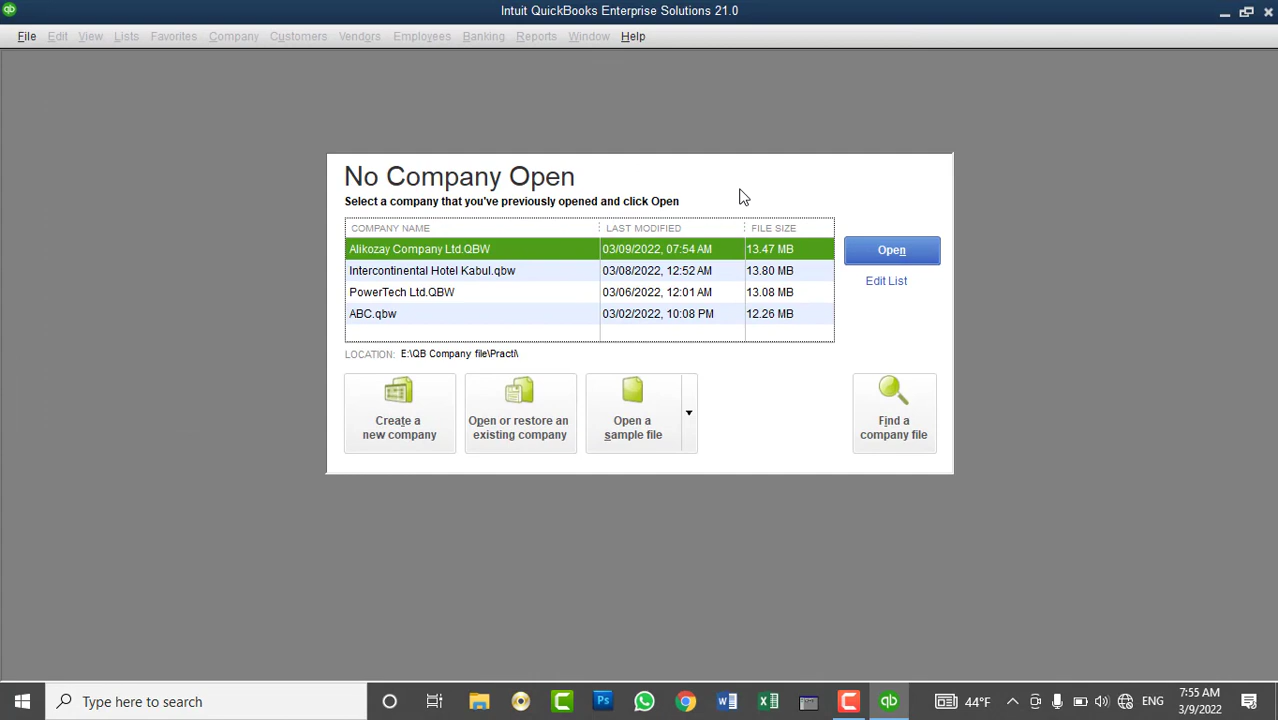 qb Intuit QuickBooks Enterprise Solutions 21.0
File Edit View Lists Favorites Company Customers Vendors Employees Banking Reports Window Help
No Company Open
Select a company that you've previously opened and click Open
COMPANY NAME LAST MODIFIED FILE SIZE
Alikozay Company Ltd.QBW 03/09/2022, 07:54 AM 13.47 MB
Open
Intercontinental Hotel Kabul.qbw 03/08/2022, 12:52 AM 13.80 MB
Edit List
PowerTech Ltd.QBW 03/06/2022, 12:01 AM 13.08 MB
ABC.qbw 03/02/2022, 10:08 PM 12.26 MB
LOCATION: E:\QB Company file\Practi\
Create a
new company
Open or restore an
existing company
Open a
sample file
Find a
company file
Type here to search
Ps
W
X
qb
44°F
ENG
7:55 AM
3/9/2022